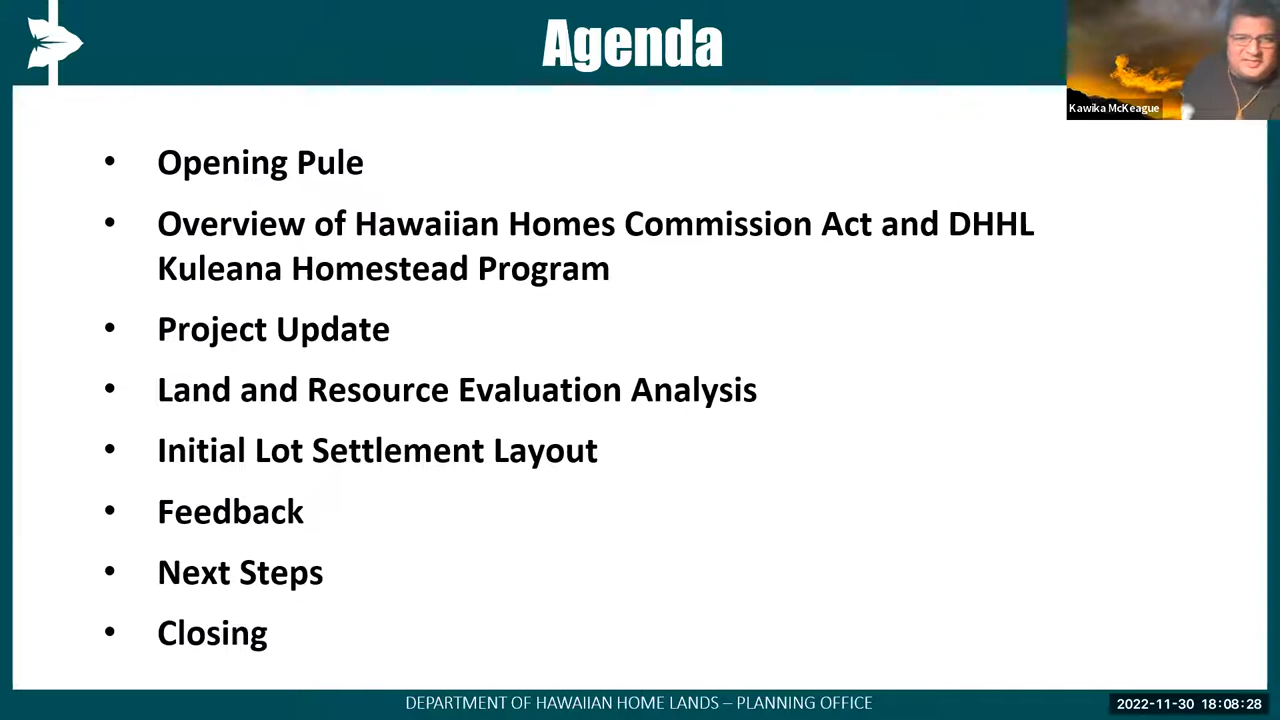 Agenda
Kawika McKeague
• Opening Pule
• Overview of Hawaiian Homes Commission Act and DHHL
Kuleana Homestead Program
• Project Update
• Land and Resource Evaluation Analysis
• Initial Lot Settlement Layout
• Feedback
• Next Steps
• Closing
DEPARTMENT OF HAWAIIAN HOME LANDS – PLANNING OFFICE
2022-11-30 18:08:28